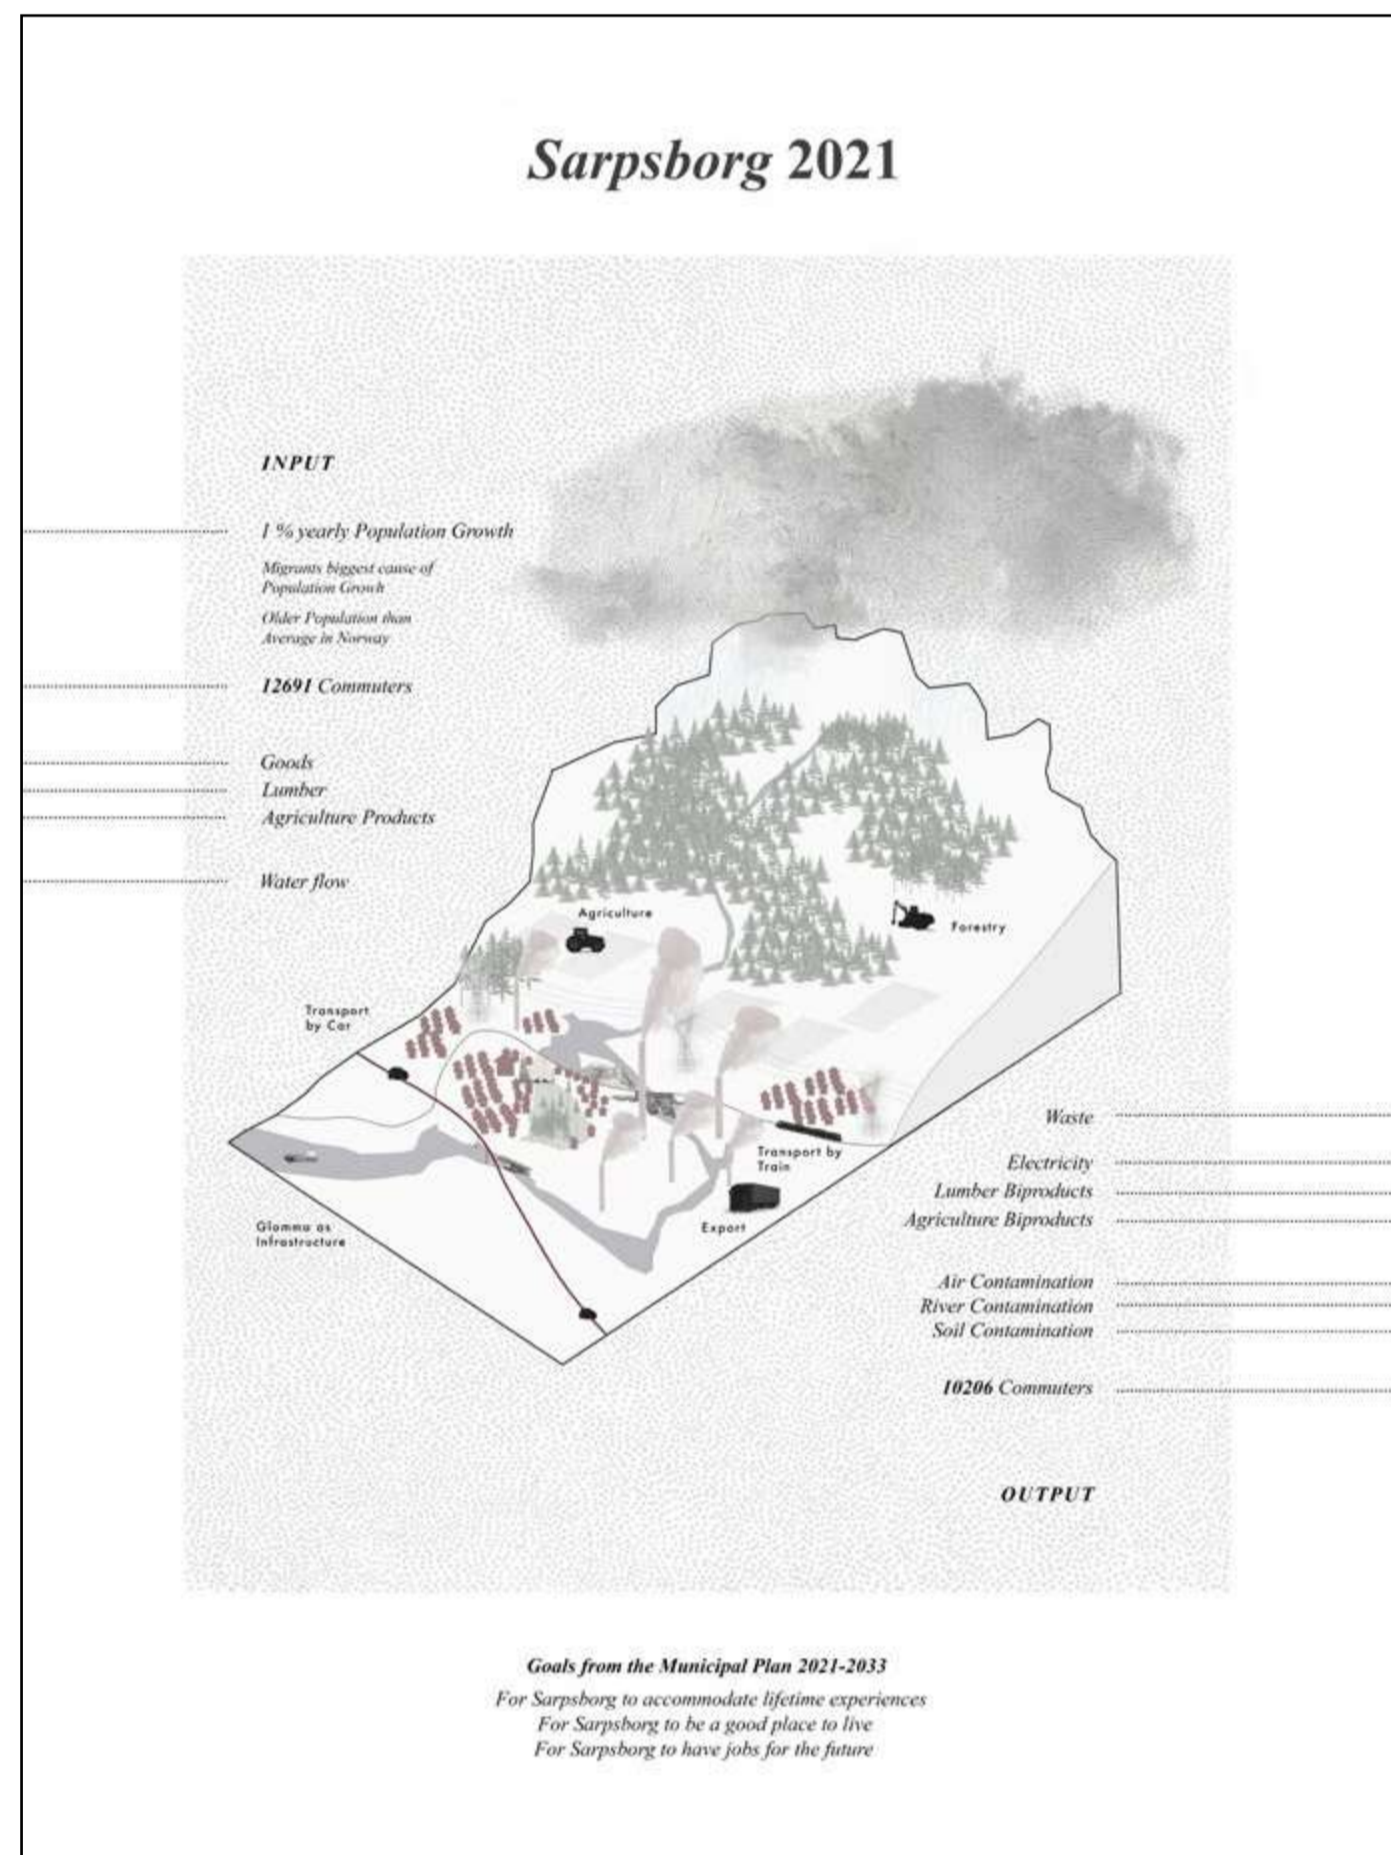 Sarpsborg 2021
INPUT
1 % yearly Population Growth
Migrants biggest cause of
Population Growh
Older Population than
Average in Norway
12691 Commuters
Goods
Lumber
Agriculture Products
Water flow
Agriculture
Forestry
Transport
by Car
Transport by
Train
Glomma as
Infrastructure
Export
Waste
Electricity
Lumber Biproducts
Agriculture Biproducts
Air Contamination
River Contamination
Soil Contamination
10206 Commuters
OUTPUT
Goals from the Municipal Plan 2021-2033
For Sarpsborg to accommodate lifetime experiences
For Sarpsborg to be a good place to live
For Sarpsborg to have jobs for the future